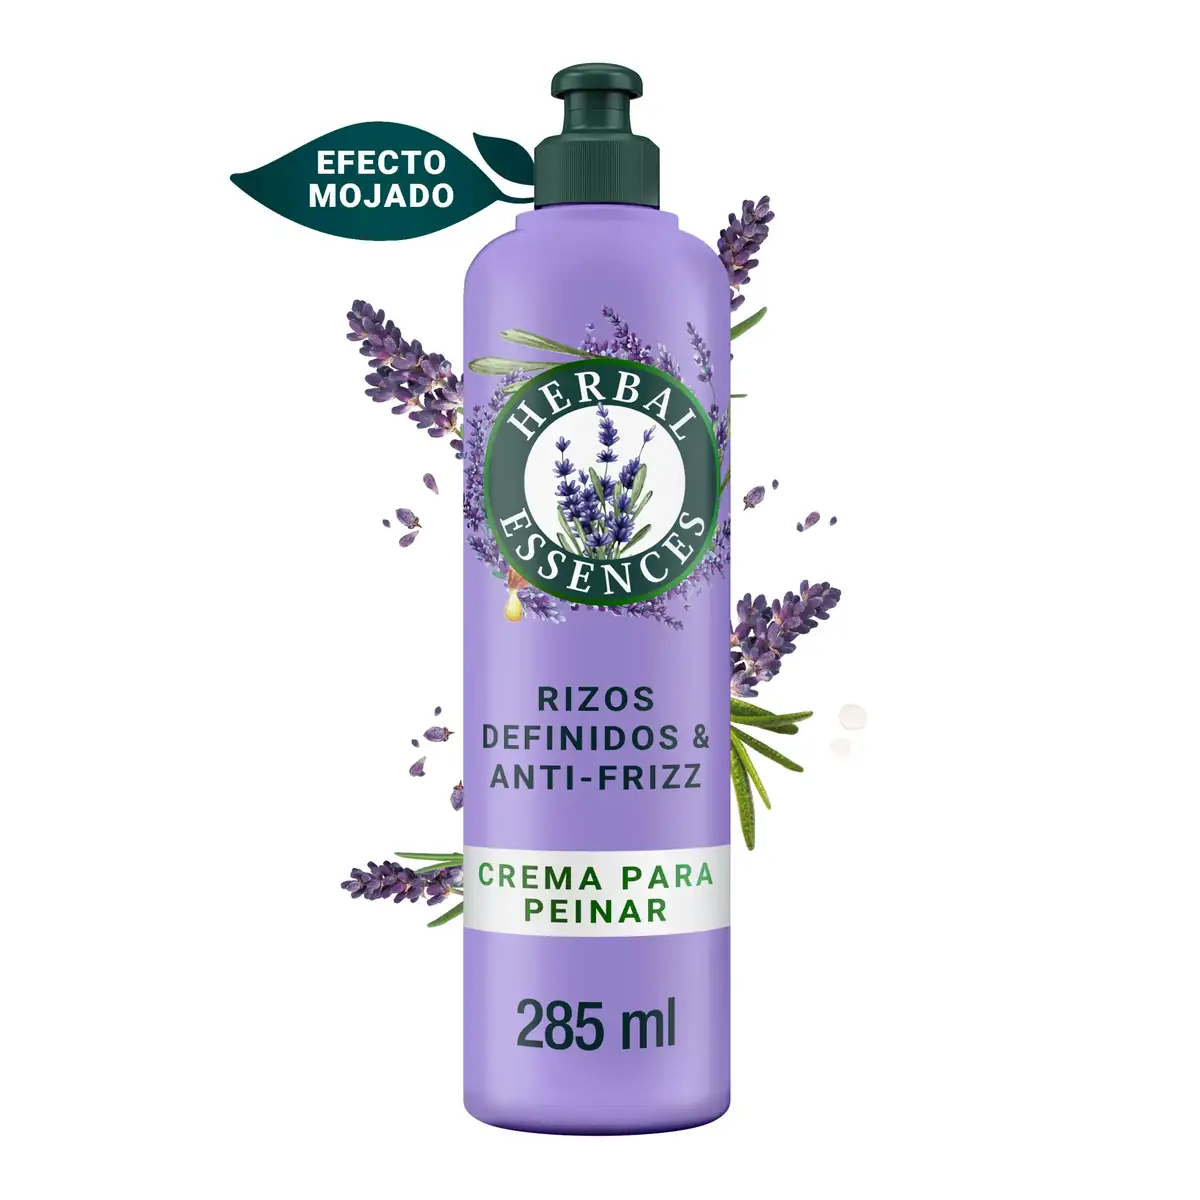 EFECTO
MOJADO
HERBAL
ESSENCES
RIZOS
DEFINIDOS &
ANTI-FRIZZ
CREMA PARA
PEINAR
285 ml